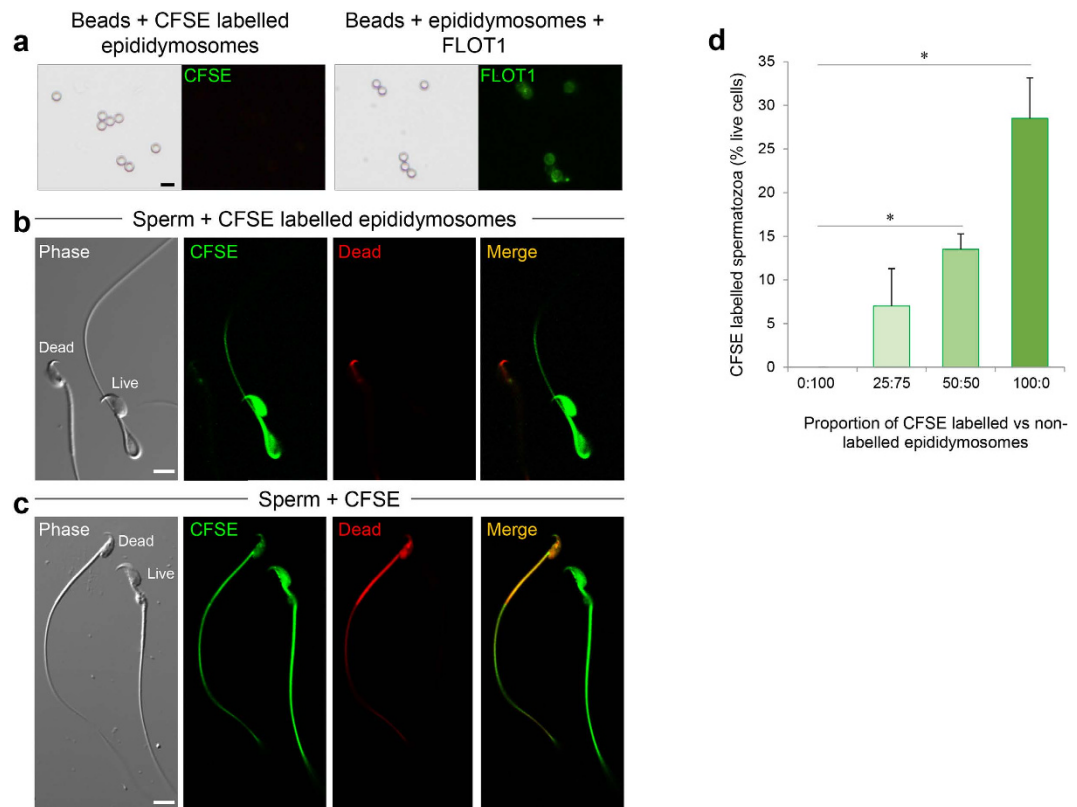 a
Beads + CFSE labelled
epididymosomes
Beads + epididymosomes +
FLOT1
CFSE
FLOT1
b
Sperm + CFSE labelled epididymosomes
Phase
CFSE
Dead
Merge
Dead
Live
c
Sperm + CFSE
Phase
CFSE
Dead
Merge
Dead
Live
d
CFSE labelled spermatozoa (% live cells)
35
30
25
20
15
10
5
0
*
*
0:100
25:75
50:50
100:0
Proportion of CFSE labelled vs non-
labelled epididymosomes